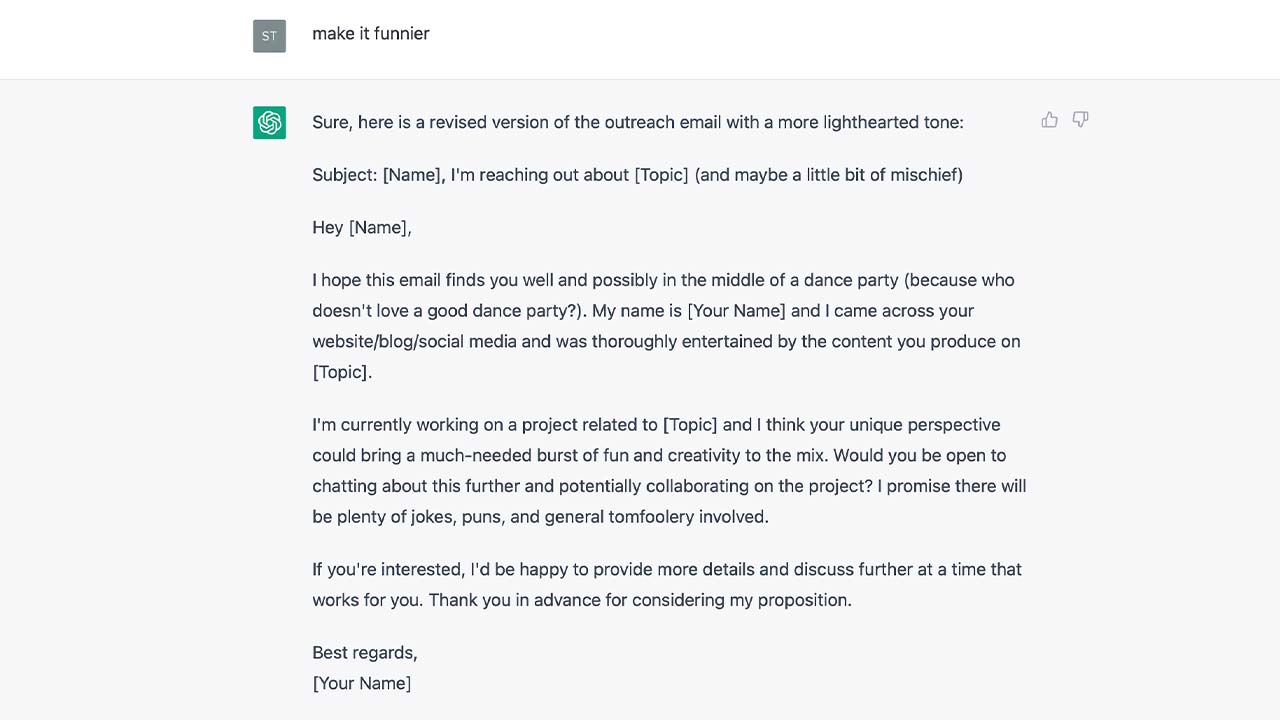 ST
make it funnier
Sure, here is a revised version of the outreach email with a more lighthearted tone:
Subject: [Name], I'm reaching out about [Topic] (and maybe a little bit of mischief)
Hey [Name],
I hope this email finds you well and possibly in the middle of a dance party (because who
doesn't love a good dance party?). My name is [Your Name] and I came across your
website/blog/social media and was thoroughly entertained by the content you produce on
[Topic].
I'm currently working on a project related to [Topic] and I think your unique perspective
could bring a much-needed burst of fun and creativity to the mix. Would you be open to
chatting about this further and potentially collaborating on the project? I promise there will
be plenty of jokes, puns, and general tomfoolery involved.
If you're interested, I'd be happy to provide more details and discuss further at a time that
works for you. Thank you in advance for considering my proposition.
Best regards,
[Your Name]